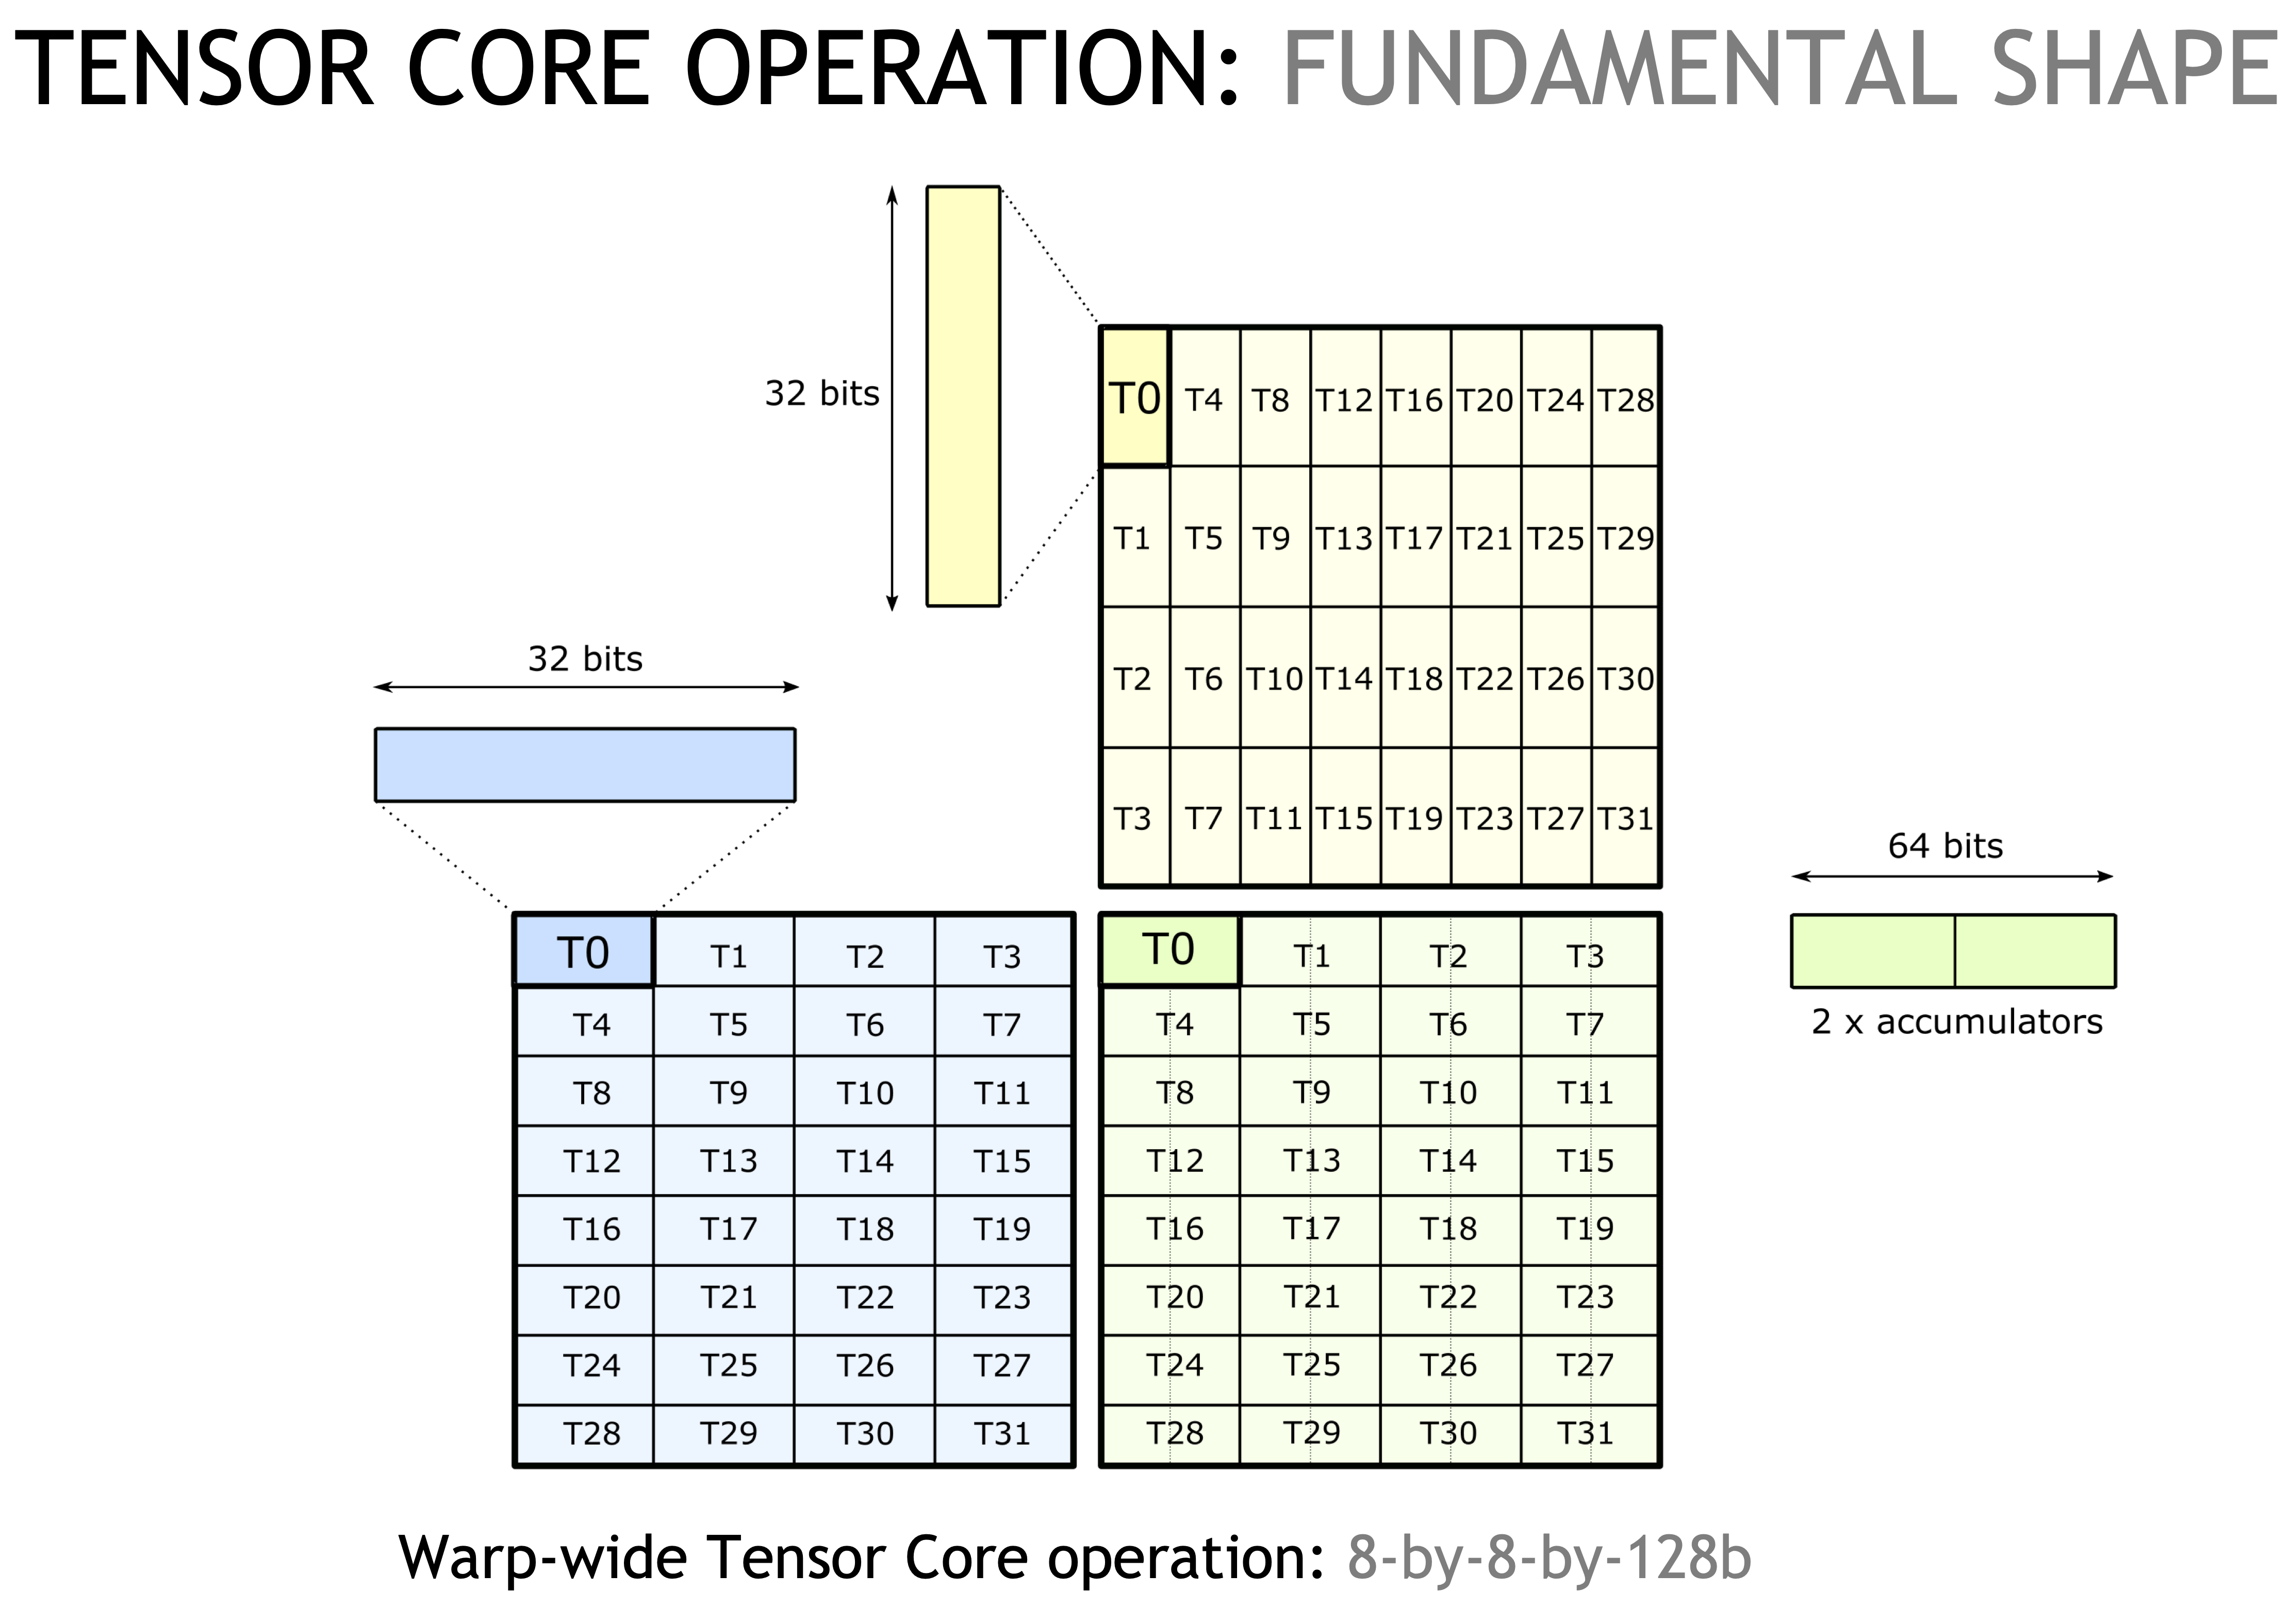 TENSOR CORE OPERATION: FUNDAMENTAL SHAPE
32 bits
T0 T4 T8 T12 T16 T20 T24 T28
T1 T5 T9 T13 T17 T21 T25 T29
T2 T6 T10 T14 T18 T22 T26 T30
T3 T7 T11 T15 T19 T23 T27 T31
32 bits
T0 T1 T2 T3
T4 T5 T6 T7
T8 T9 T10 T11
T12 T13 T14 T15
T16 T17 T18 T19
T20 T21 T22 T23
T24 T25 T26 T27
T28 T29 T30 T31
T0 T1 T2 T3
T4 T5 T6 T7
T8 T9 T10 T11
T12 T13 T14 T15
T16 T17 T18 T19
T20 T21 T22 T23
T24 T25 T26 T27
T28 T29 T30 T31
64 bits
2 x accumulators
Warp-wide Tensor Core operation: 8-by-8-by-128b